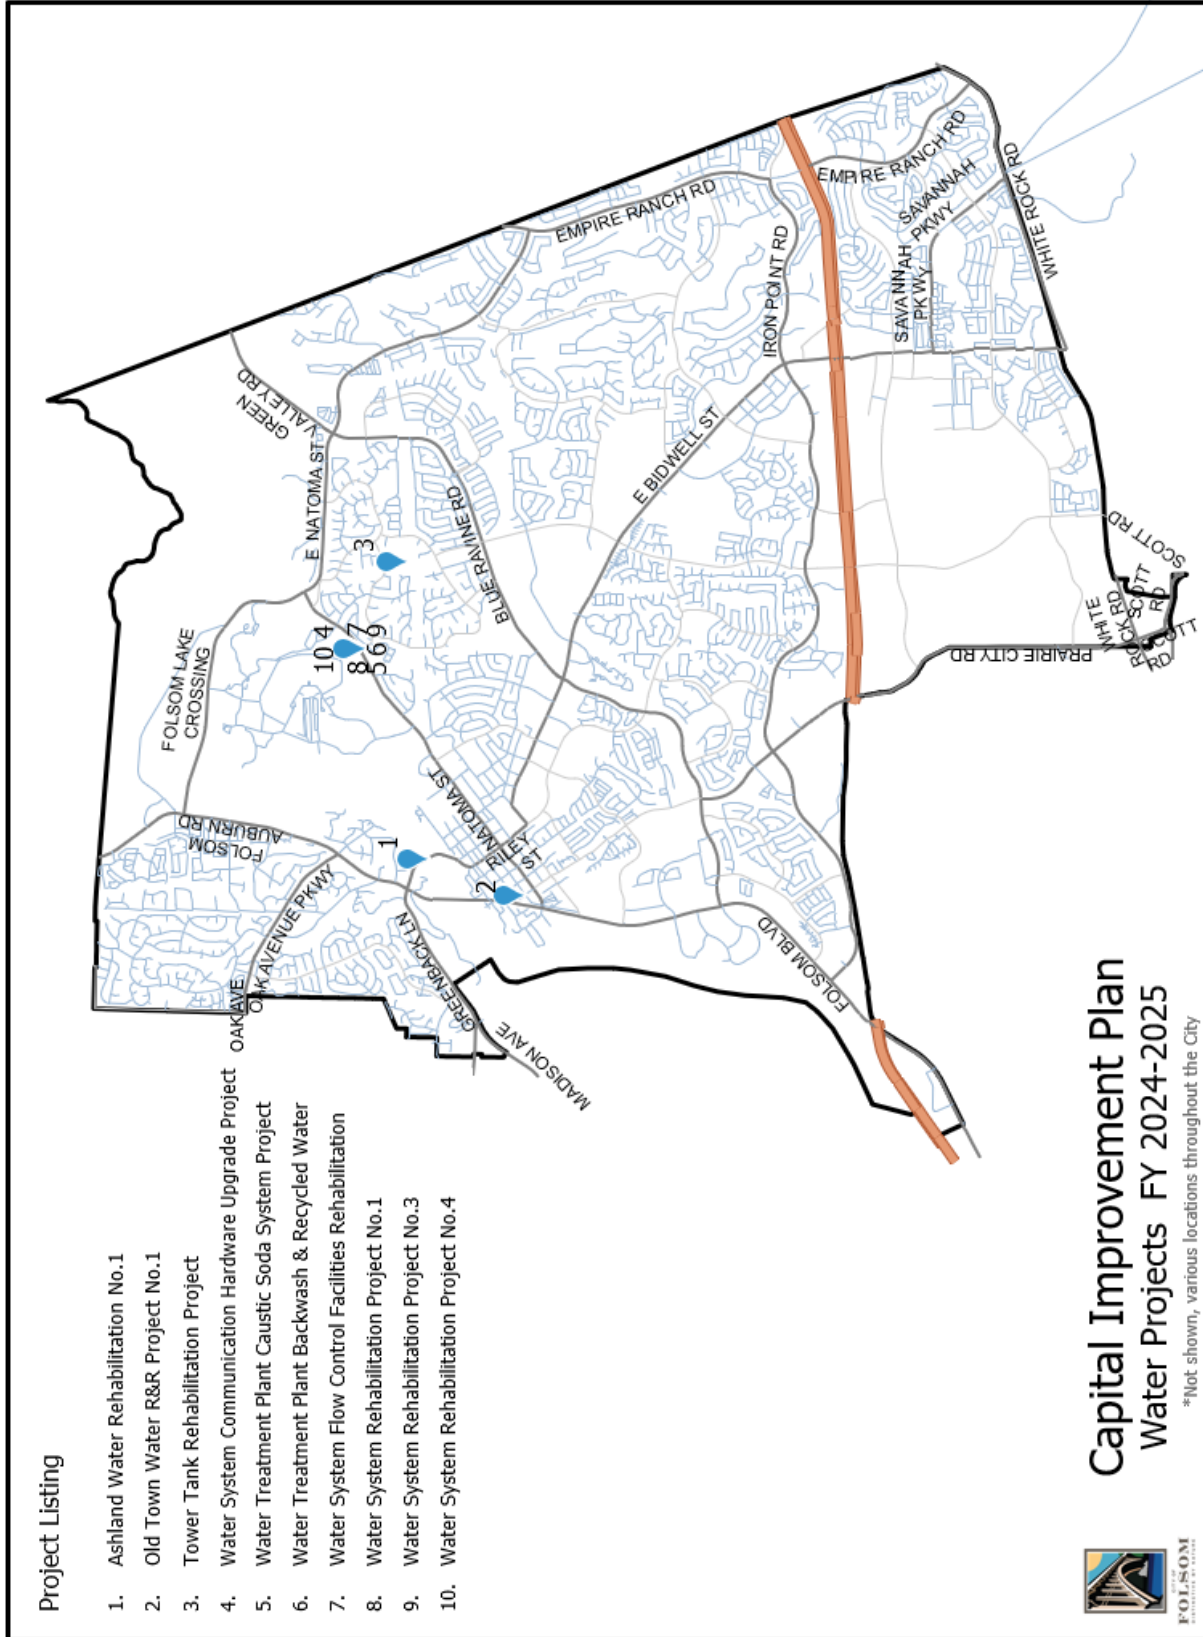 Project Listing
1. Ashland Water Rehabilitation No.1
2. Old Town Water R&R Project No.1
3. Tower Tank Rehabilitation Project
4. Water System Communication Hardware Upgrade Project
5. Water Treatment Plant Caustic Soda System Project
6. Water Treatment Plant Backwash & Recycled Water
7. Water System Flow Control Facilities Rehabilitation
8. Water System Rehabilitation Project No.1
9. Water System Rehabilitation Project No.3
10. Water System Rehabilitation Project No.4
FOLSOM LAKE
CROSSING
FOLSOM
AUBURN RD
OAK AVE
OAK AVENUE PKWY
GREENBACK LN
MADISON AVE
1
2
RILEY
ST
NATOMA ST
10 4
8 7
5 6 9
3
E NATOMA ST
GREEN
VALLEY RD
BLUE RAVINE RD
EMPIRE RANCH RD
E BIDWELL ST
IRON POINT RD
EMPIRE RANCH RD
SAVANNAH
PKWY
SAVANNAH
PKWY
WHITE ROCK RD
FOLSOM BLVD
PRAIRIE CITY RD
WHITE
ROCK RD
SCOTT
RD
SCOTT RD
SCOTT
RD
Capital Improvement Plan
Water Projects FY 2024-2025
*Not shown, various locations throughout the City
CITY OF
FOLSOM
DISTINCTIVE BY NATURE